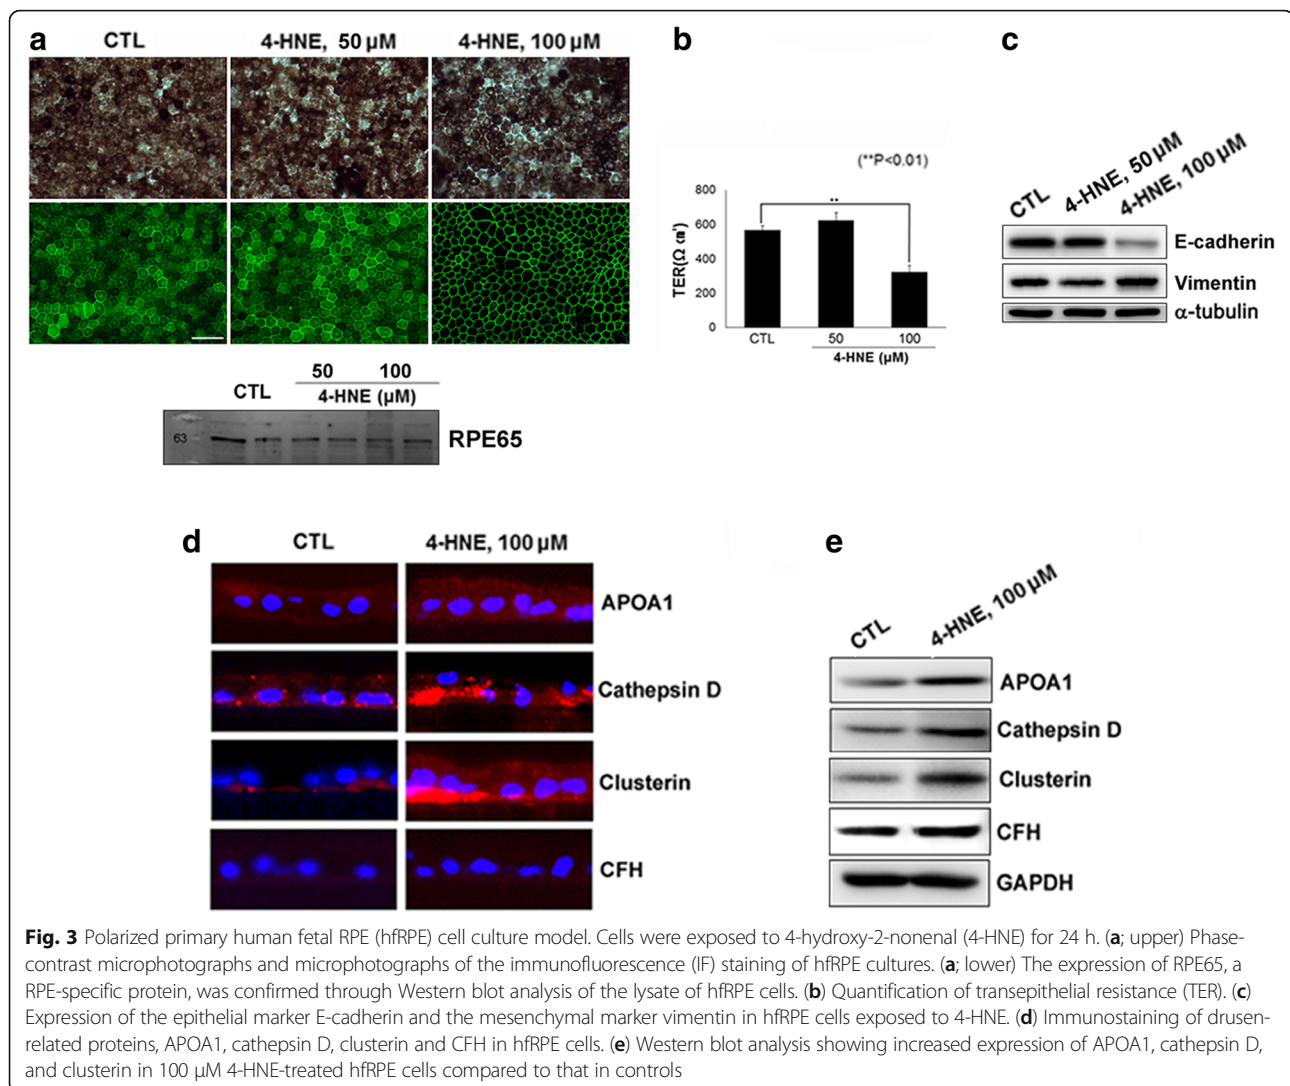 a
CTL
4-HNE, 50 µM
4-HNE, 100 µM
50 100
CTL
4-HNE (µM)
63
RPE65
b
(**P<0.01)
TER(Ω ㎠)
800
600
400
200
0
**
CTL 50 100
4-HNE (µM)
c
CTL
4-HNE, 50 µM
4-HNE, 100 µM
E-cadherin
Vimentin
α-tubulin
d
CTL
4-HNE, 100 µM
APOA1
Cathepsin D
Clusterin
CFH
e
CTL
4-HNE, 100 µM
APOA1
Cathepsin D
Clusterin
CFH
GAPDH
Fig. 3 Polarized primary human fetal RPE (hfRPE) cell culture model. Cells were exposed to 4-hydroxy-2-nonenal (4-HNE) for 24 h. (a; upper) Phase-
contrast microphotographs and microphotographs of the immunofluorescence (IF) staining of hfRPE cultures. (a; lower) The expression of RPE65, a
RPE-specific protein, was confirmed through Western blot analysis of the lysate of hfRPE cells. (b) Quantification of transepithelial resistance (TER). (c)
Expression of the epithelial marker E-cadherin and the mesenchymal marker vimentin in hfRPE cells exposed to 4-HNE. (d) Immunostaining of drusen-
related proteins, APOA1, cathepsin D, clusterin and CFH in hfRPE cells. (e) Western blot analysis showing increased expression of APOA1, cathepsin D,
and clusterin in 100 µM 4-HNE-treated hfRPE cells compared to that in controls